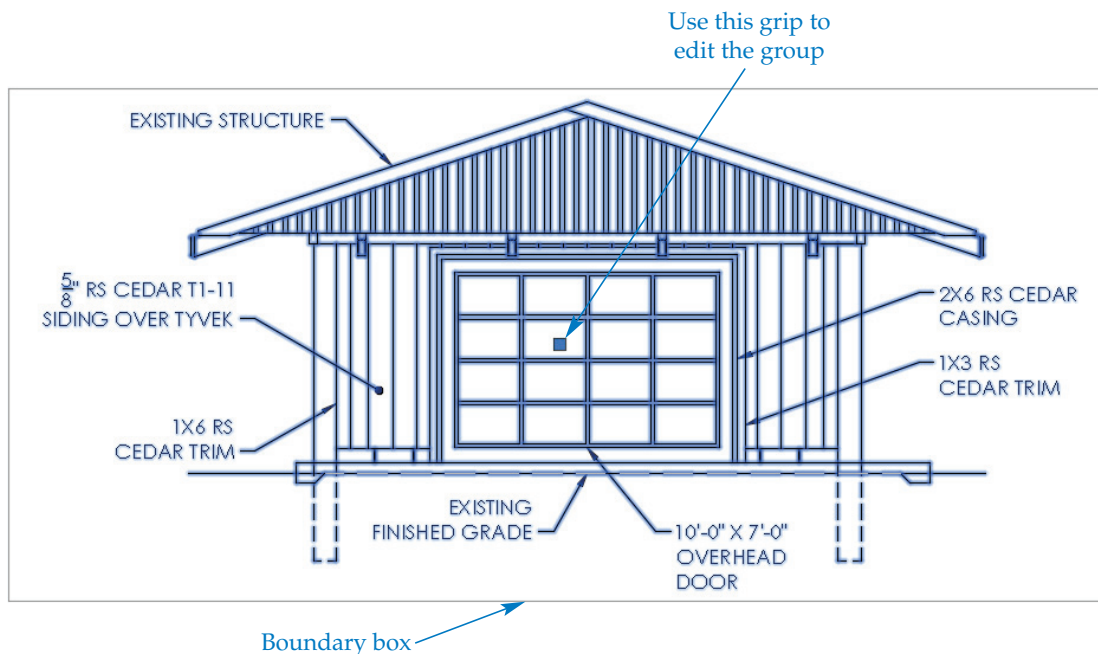 Use this grip to
edit the group
EXISTING STRUCTURE
5/8" RS CEDAR T1-11
SIDING OVER TYVEK
2X6 RS CEDAR
CASING
1X3 RS
CEDAR TRIM
1X6 RS
CEDAR TRIM
EXISTING
FINISHED GRADE
10'-0" X 7'-0"
OVERHEAD
DOOR
Boundary box